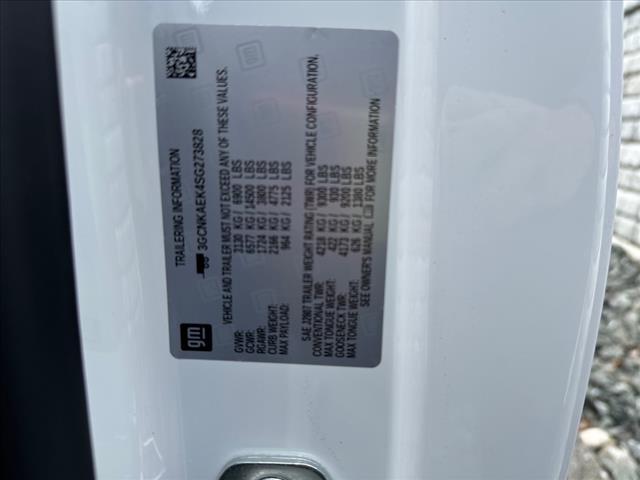 gm
TRAILERING INFORMATION
3GCNKAEK4SG273828
VEHICLE AND TRAILER MUST NOT EXCEED ANY OF THESE VALUES.
GVWR: 3130 KG / 6900 LBS
GCWR: 6577 KG / 14500 LBS
RGAWR: 1724 KG / 3800 LBS
CURB WEIGHT: 2166 KG / 4775 LBS
MAX PAYLOAD: 964 KG / 2125 LBS
SAE J2807 TRAILER WEIGHT RATING (TWR) FOR VEHICLE CONFIGURATION.
CONVENTIONAL TWR: 4218 KG / 9300 LBS
MAX TONGUE WEIGHT: 422 KG / 930 LBS
GOOSENECK TWR: 4173 KG / 9200 LBS
MAX TONGUE WEIGHT: 626 KG / 1380 LBS
SEE OWNER'S MANUAL FOR MORE INFORMATION